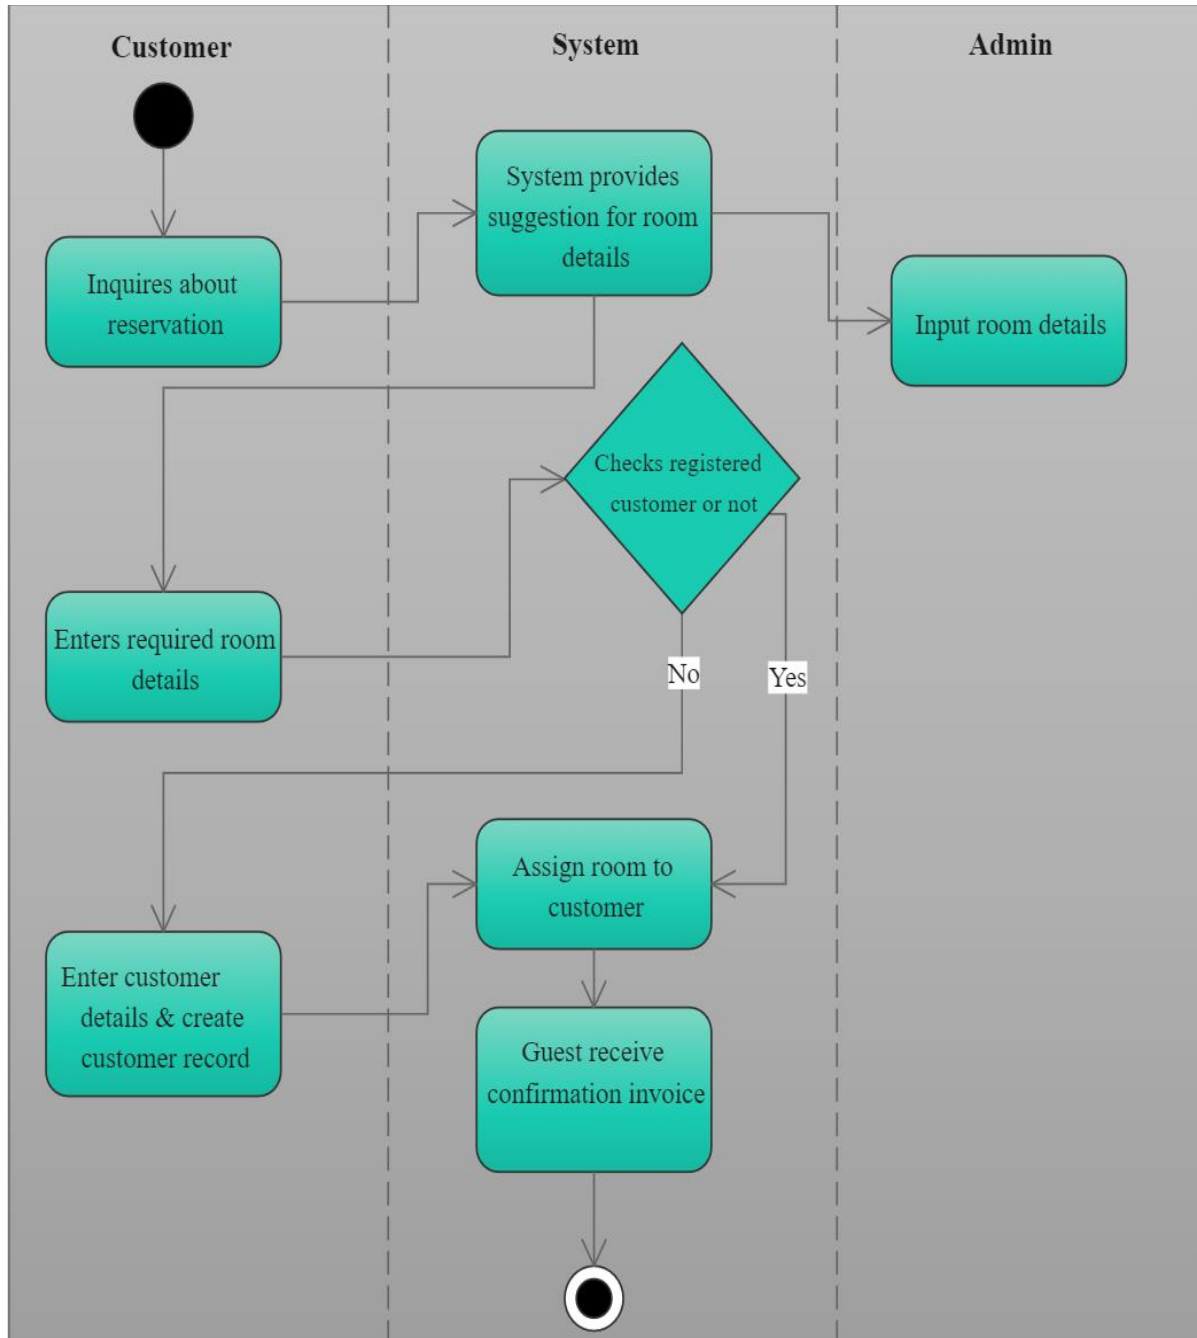 Customer
System
Admin
System provides
suggestion for room
details
Inquires about
reservation
Input room details
Checks registered
customer or not
Enters required room
details
No
Yes
Assign room to
customer
Enter customer
details & create
customer record
Guest receive
confirmation invoice